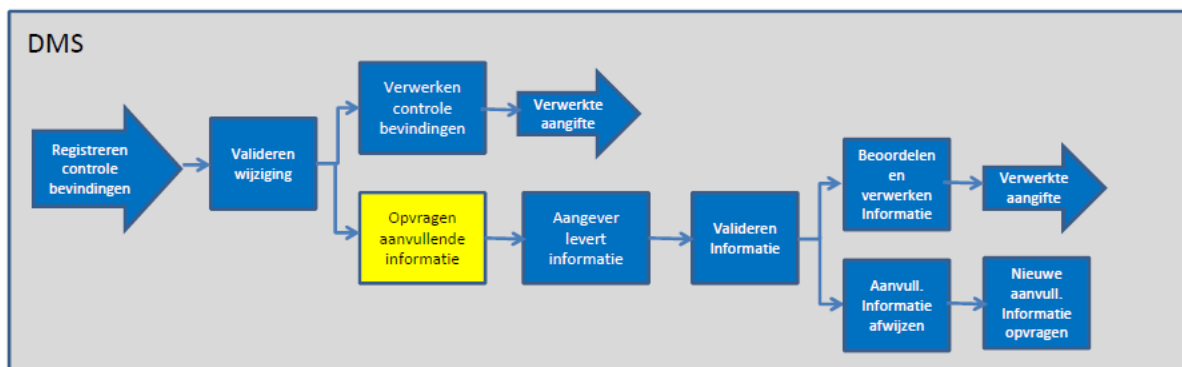 DMS
Registreren
controle
bevindingen
Valideren
wijziging
Verwerken
controle
bevindingen
Verwerkte
aangifte
Opvragen
aanvullende
informatie
Aangever
levert
informatie
Valideren
Informatie
Beoordelen
en
verwerken
Informatie
Verwerkte
aangifte
Aanvull.
Informatie
afwijzen
Nieuwe
aanvull.
Informatie
opvragen